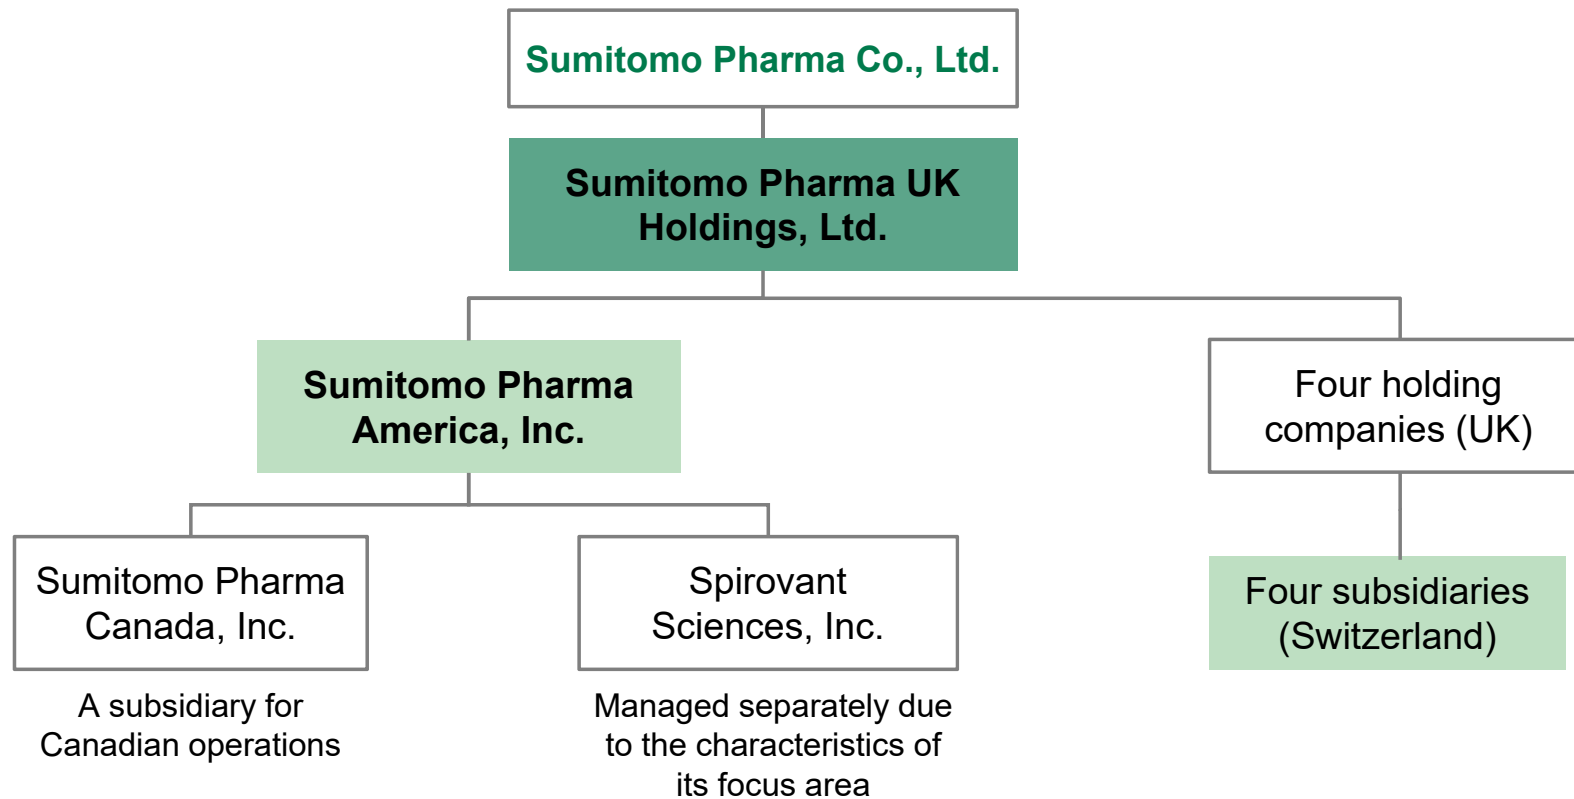 Sumitomo Pharma Co., Ltd.
Sumitomo Pharma UK
Holdings, Ltd.
Sumitomo Pharma
America, Inc.
Four holding
companies (UK)
Sumitomo Pharma
Canada, Inc.
Spirovant
Sciences, Inc.
Four subsidiaries
(Switzerland)
A subsidiary for
Canadian operations
Managed separately due
to the characteristics of
its focus area